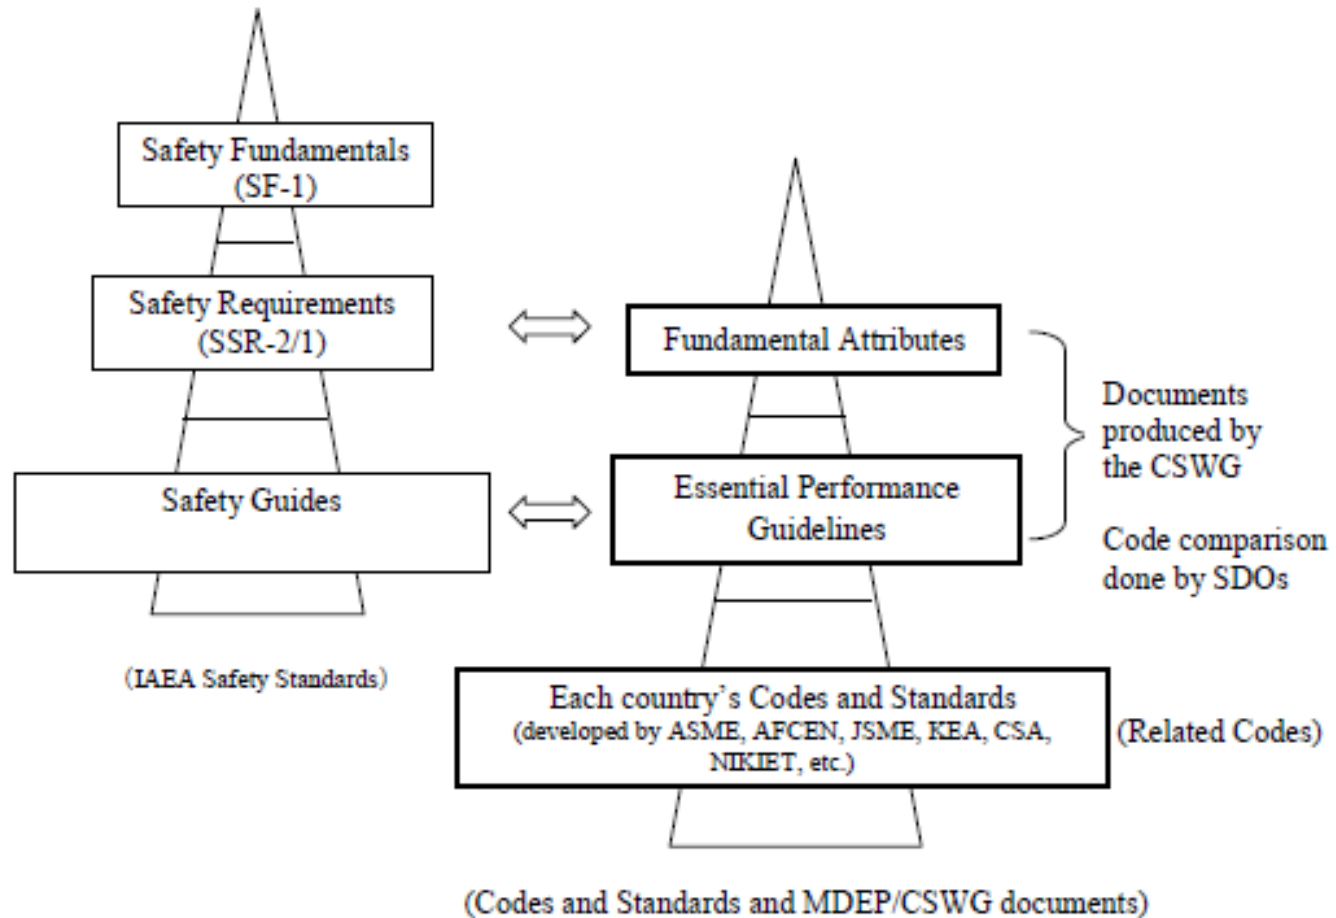 Safety Fundamentals
(SF-1)
Safety Requirements
(SSR-2/1)
Safety Guides
(IAEA Safety Standards)
Fundamental Attributes
Essential Performance
Guidelines
Documents
produced by
the CSWG
Code comparison
done by SDOs
Each country’s Codes and Standards
(developed by ASME, AFCEN, JSME, KEA, CSA,
NIKIET, etc.)
(Related Codes)
(Codes and Standards and MDEP/CSWG documents)